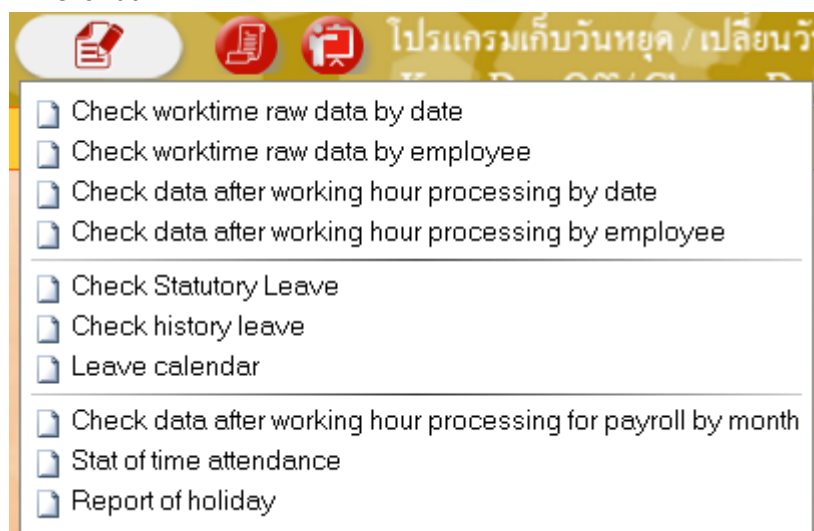 โปรแกรมเก็บวันหยุด / เปลี่ยนวั
Check worktime raw data by date
Check worktime raw data by employee
Check data after working hour processing by date
Check data after working hour processing by employee
Check Statutory Leave
Check history leave
Leave calendar
Check data after working hour processing for payroll by month
Stat of time attendance
Report of holiday